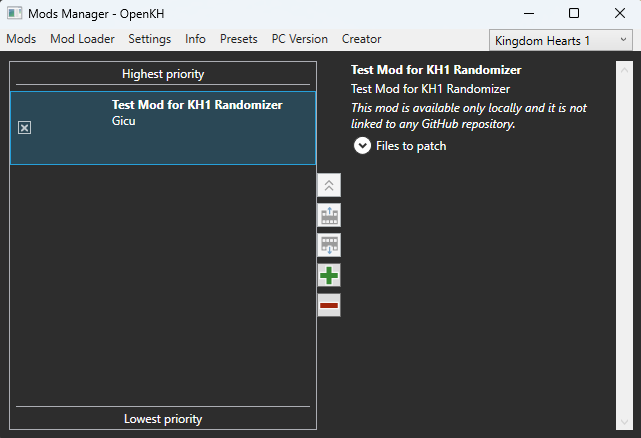 Mods Manager - OpenKH
Mods Mod Loader Settings Info Presets PC Version Creator Kingdom Hearts 1
Highest priority
Test Mod for KH1 Randomizer
Gicu
Lowest priority
Test Mod for KH1 Randomizer
Test Mod for KH1 Randomizer
This mod is available only locally and it is not
linked to any GitHub repository.
Files to patch